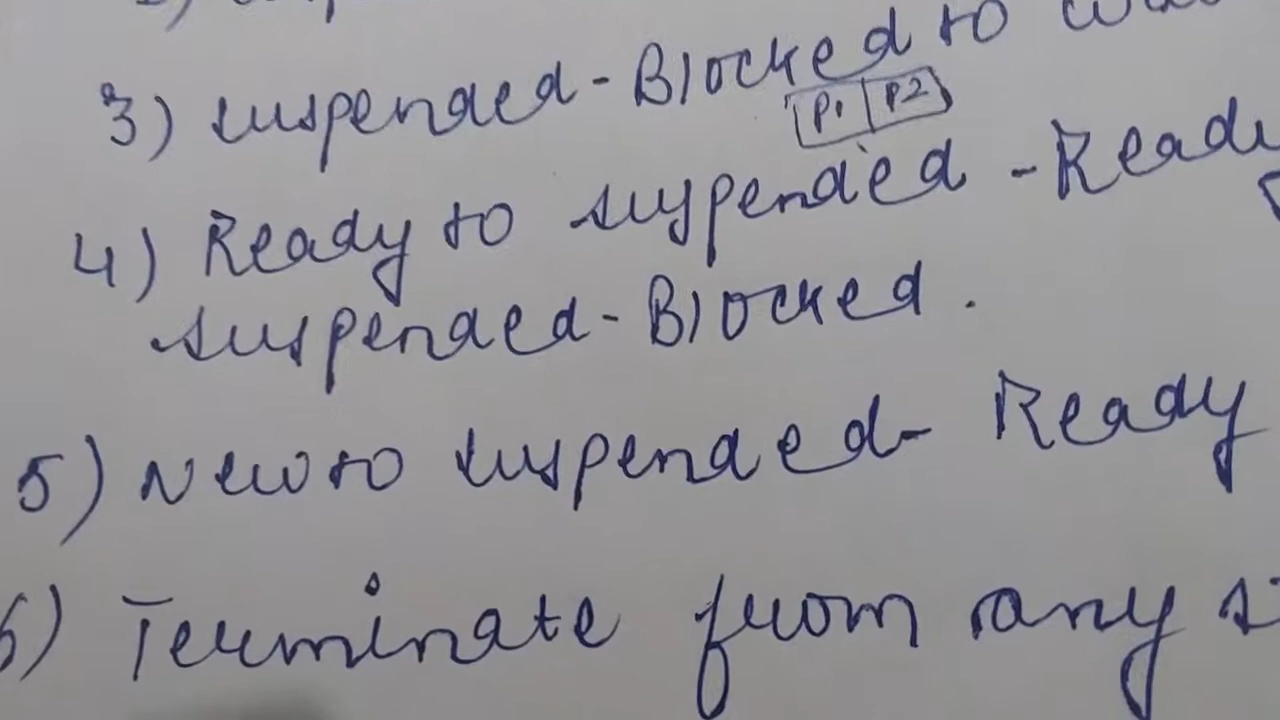 3) suspended-Blocked to
P1 P2
4) Ready to suspended - Ready
suspended-Blocked.
5) New to suspended- Ready
6) Terminate from any